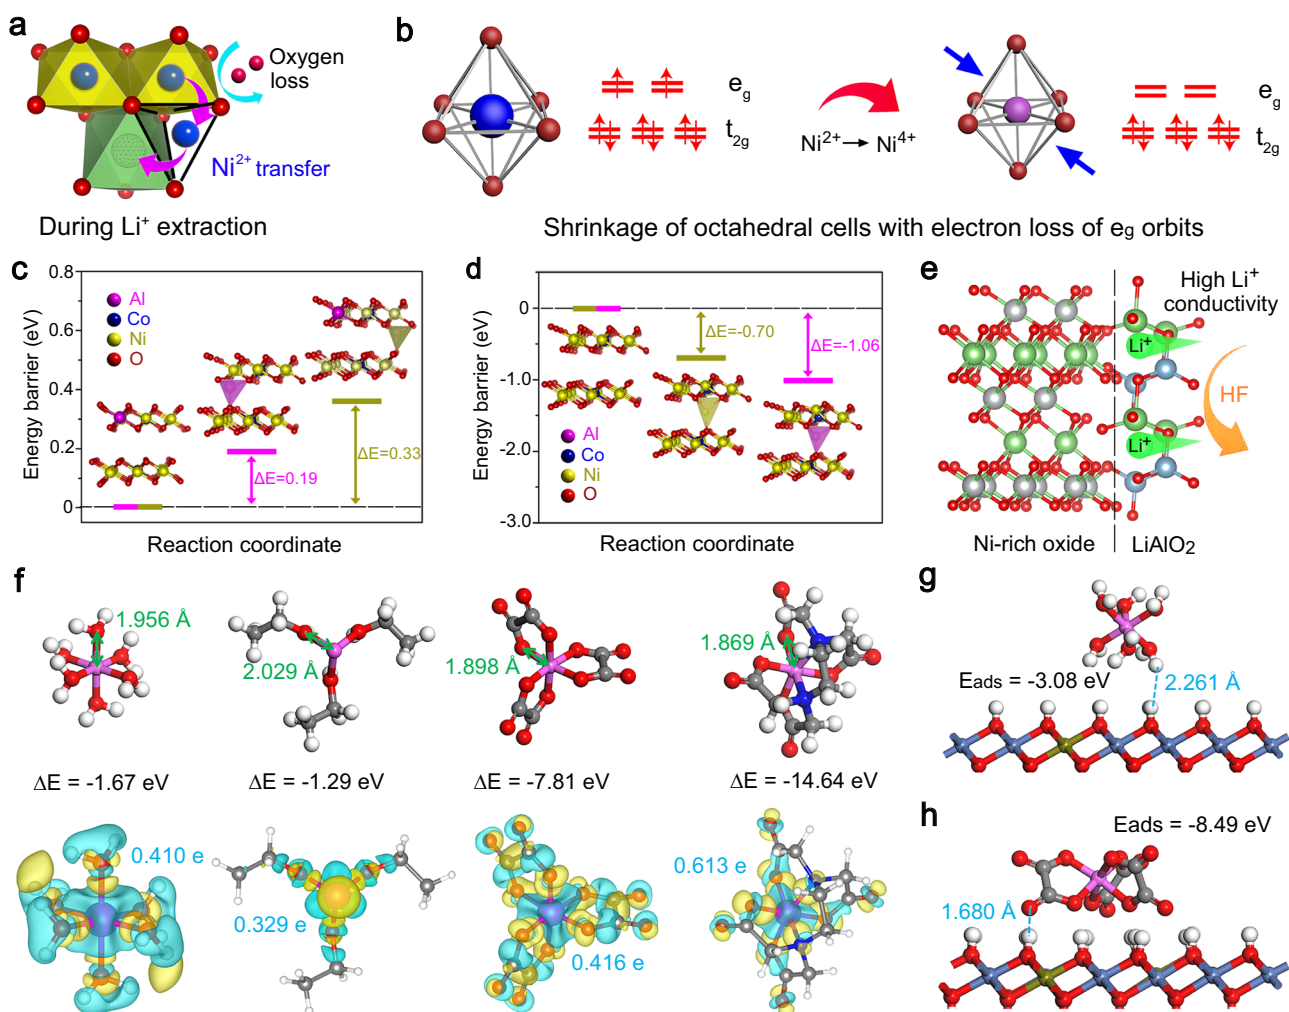 a
Oxygen
loss
Ni²⁺ transfer
During Li⁺ extraction
b
e_g
t_2g
Ni²⁺→Ni⁴⁺
e_g
t_2g
Shrinkage of octahedral cells with electron loss of e_g orbits
c
Energy barrier (eV)
0.8
0.6
0.4
0.2
0
Al
Co
Ni
O
ΔE=0.19
ΔE=0.33
Reaction coordinate
d
Energy barrier (eV)
0
-1.0
-2.0
-3.0
ΔE=-0.70
ΔE=-1.06
Al
Co
Ni
O
Reaction coordinate
e
High Li⁺
conductivity
Li⁺
HF
Li⁺
Ni-rich oxide
LiAlO₂
f
1.956 Å
2.029 Å
1.898 Å
1.869 Å
ΔE = -1.67 eV
ΔE = -1.29 eV
ΔE = -7.81 eV
ΔE = -14.64 eV
0.410 e
0.329 e
0.416 e
0.613 e
g
Eads = -3.08 eV
2.261 Å
h
Eads = -8.49 eV
1.680 Å